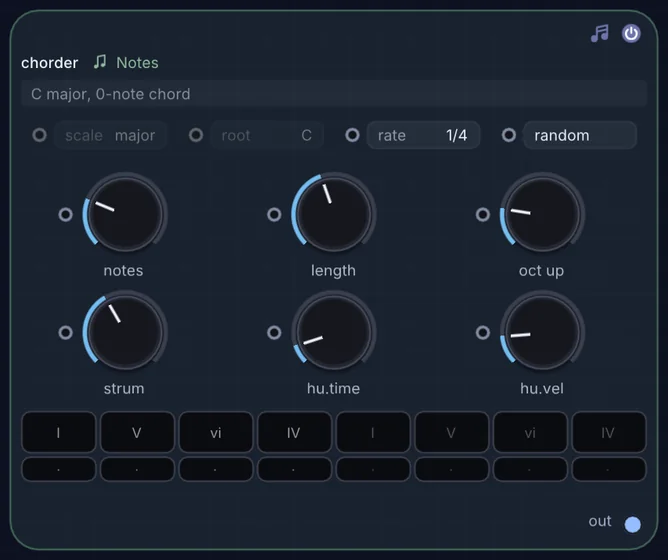 chorder Notes
C major, 0-note chord
scale major root C rate 1/4 random
notes length oct up
strum hu.time hu.vel
I V vi IV I V vi IV
out